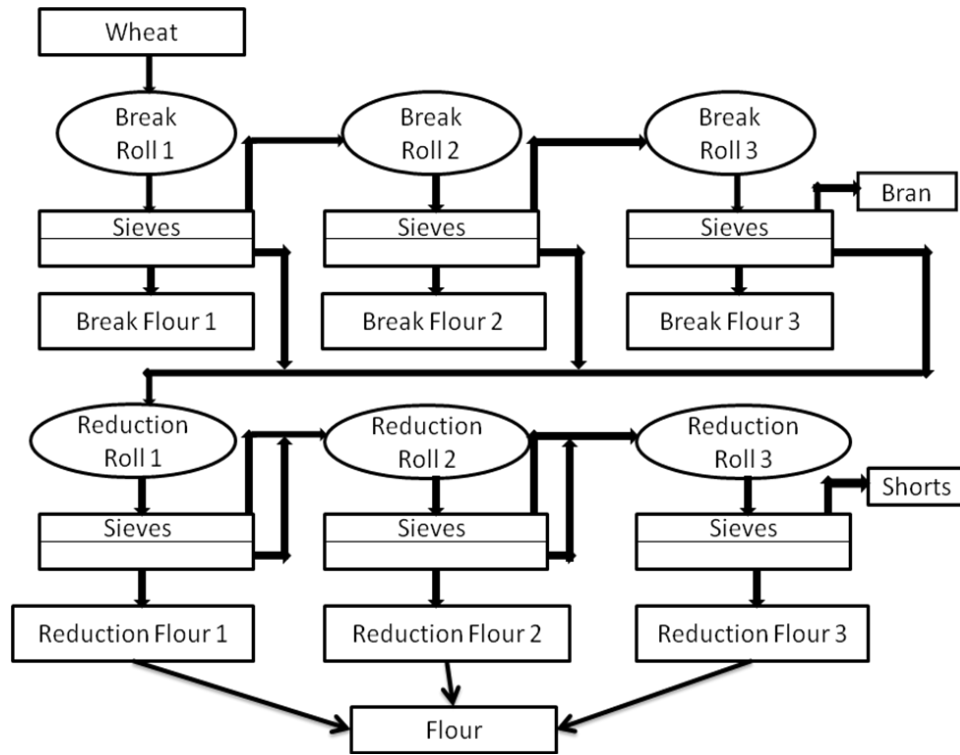 Wheat
Break
Roll 1
Break
Roll 2
Break
Roll 3
Sieves
Sieves
Sieves
Bran
Break Flour 1
Break Flour 2
Break Flour 3
Reduction
Roll 1
Reduction
Roll 2
Reduction
Roll 3
Shorts
Sieves
Sieves
Sieves
Reduction Flour 1
Reduction Flour 2
Reduction Flour 3
Flour